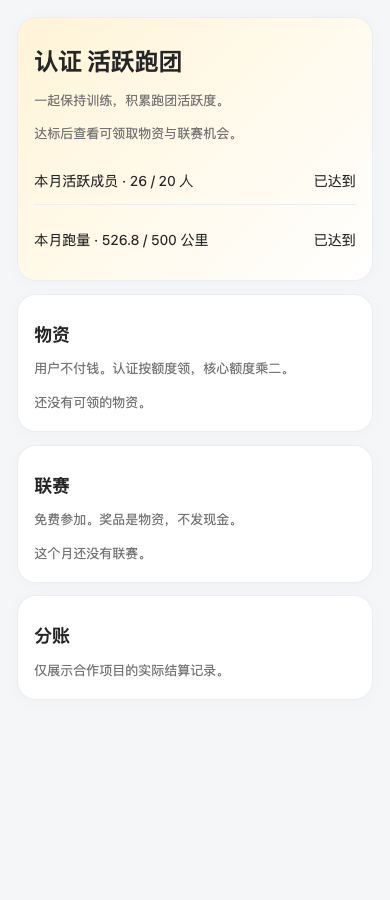 认证 活跃跑团
一起保持训练，积累跑团活跃度。
达标后查看可领取物资与联赛机会。
本月活跃成员 · 26 / 20 人 已达到
本月跑量 · 526.8 / 500 公里 已达到
物资
用户不付钱。认证按额度领，核心额度乘二。
还没有可领的物资。
联赛
免费参加。奖品是物资，不发现金。
这个月还没有联赛。
分账
仅展示合作项目的实际结算记录。